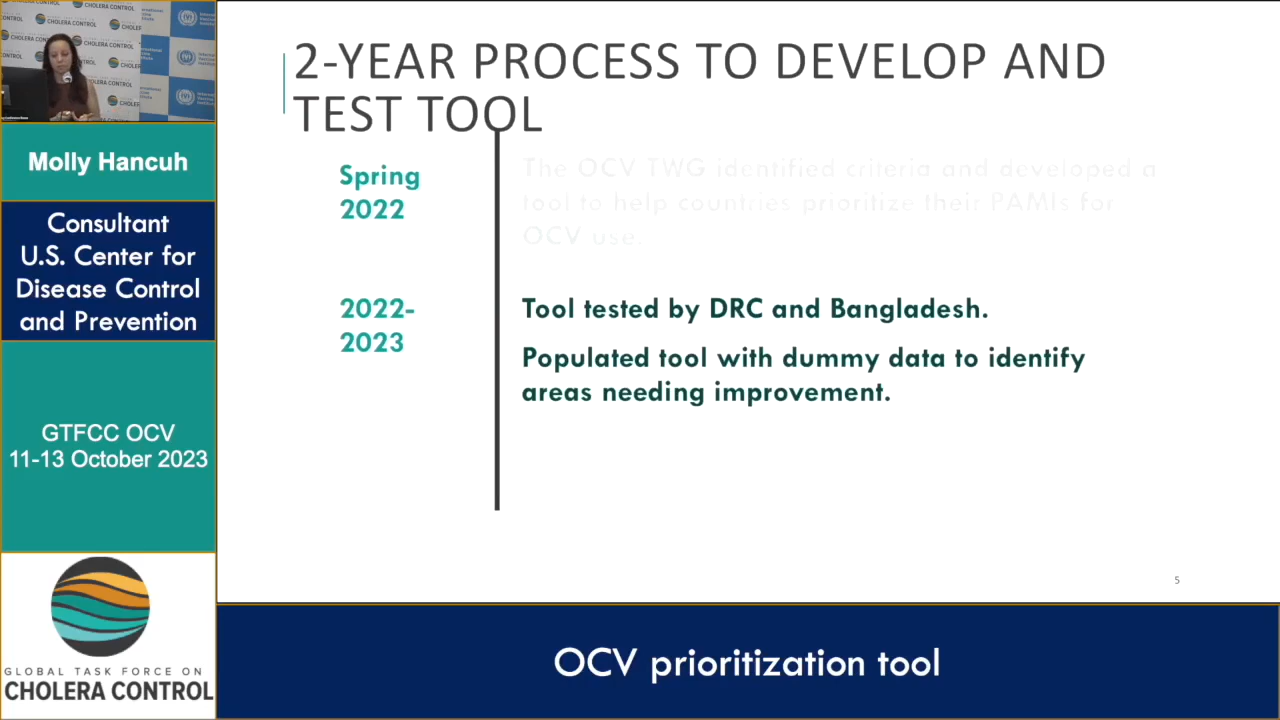 Molly Hancuh
Consultant
U.S. Center for
Disease Control
and Prevention
GTFCC OCV
11-13 October 2023
GLOBAL TASK FORCE ON
CHOLERA CONTROL
2-YEAR PROCESS TO DEVELOP AND
TEST TOOL
Spring
2022
The OCV TWG identified criteria and developed a
tool to help countries prioritize their PAMIs for
OCV use.
2022-
2023
Tool tested by DRC and Bangladesh.
Populated tool with dummy data to identify
areas needing improvement.
5
OCV prioritization tool